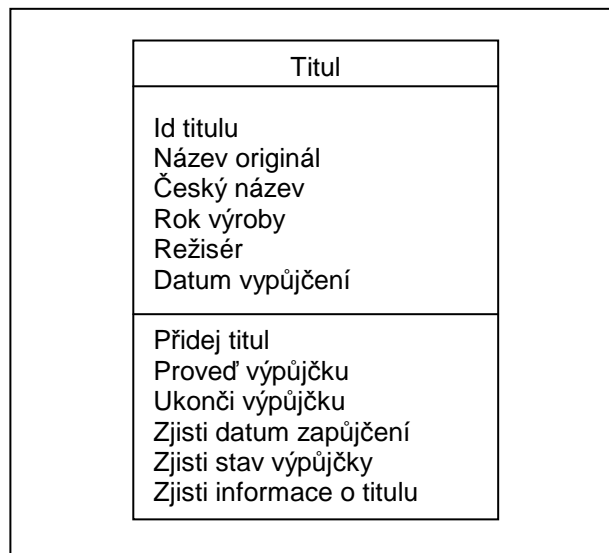 Titul
Id titulu
Název originál
Český název
Rok výroby
Režisér
Datum vypůjčení
Přidej titul
Proveď výpůjčku
Ukonči výpůjčku
Zjisti datum zapůjčení
Zjisti stav výpůjčky
Zjisti informace o titulu